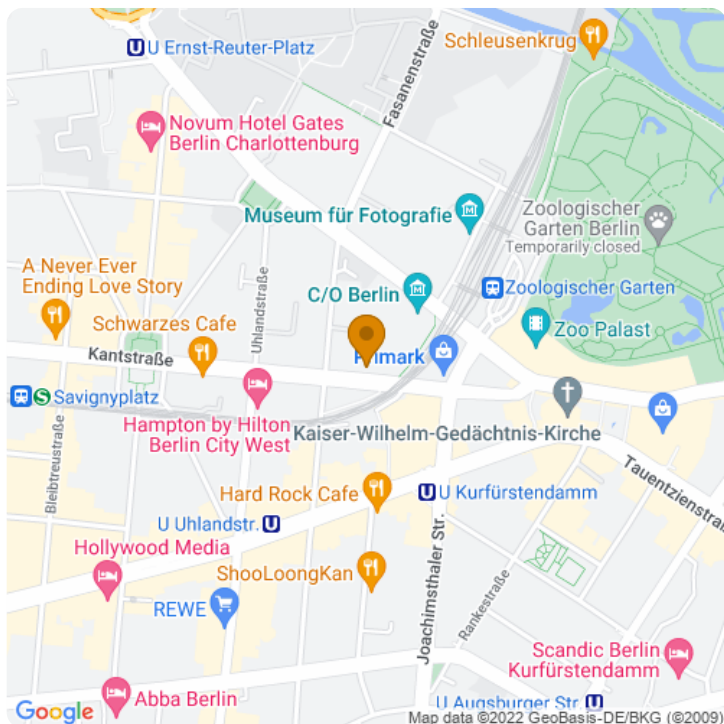 Schleusenkrug
U Ernst-Reuter-Platz
Fasanenstraße
Novum Hotel Gates
Berlin Charlottenburg
Museum für Fotografie
Zoologischer
Garten Berlin
Temporarily closed
A Never Ever
Ending Love Story
Uhlandstraße
C/O Berlin
Zoologischer Garten
Schwarzes Cafe
Zoo Palast
Kantstraße
Primark
Savignyplatz
Hampton by Hilton
Berlin City West
Kaiser-Wilhelm-Gedächtnis-Kirche
Bleibtreustraße
Tauentzienstraß
Hard Rock Cafe
U Kurfürstendamm
U Uhlandstr.
Hollywood Media
ShooLoongKan
Joachimsthaler Str.
Rankestraße
REWE
Scandic Berlin
Kurfürstendamm
Abba Berlin
U Augsburger Str.
Google
Map data ©2022 GeoBasis-DE/BKG (©2009)